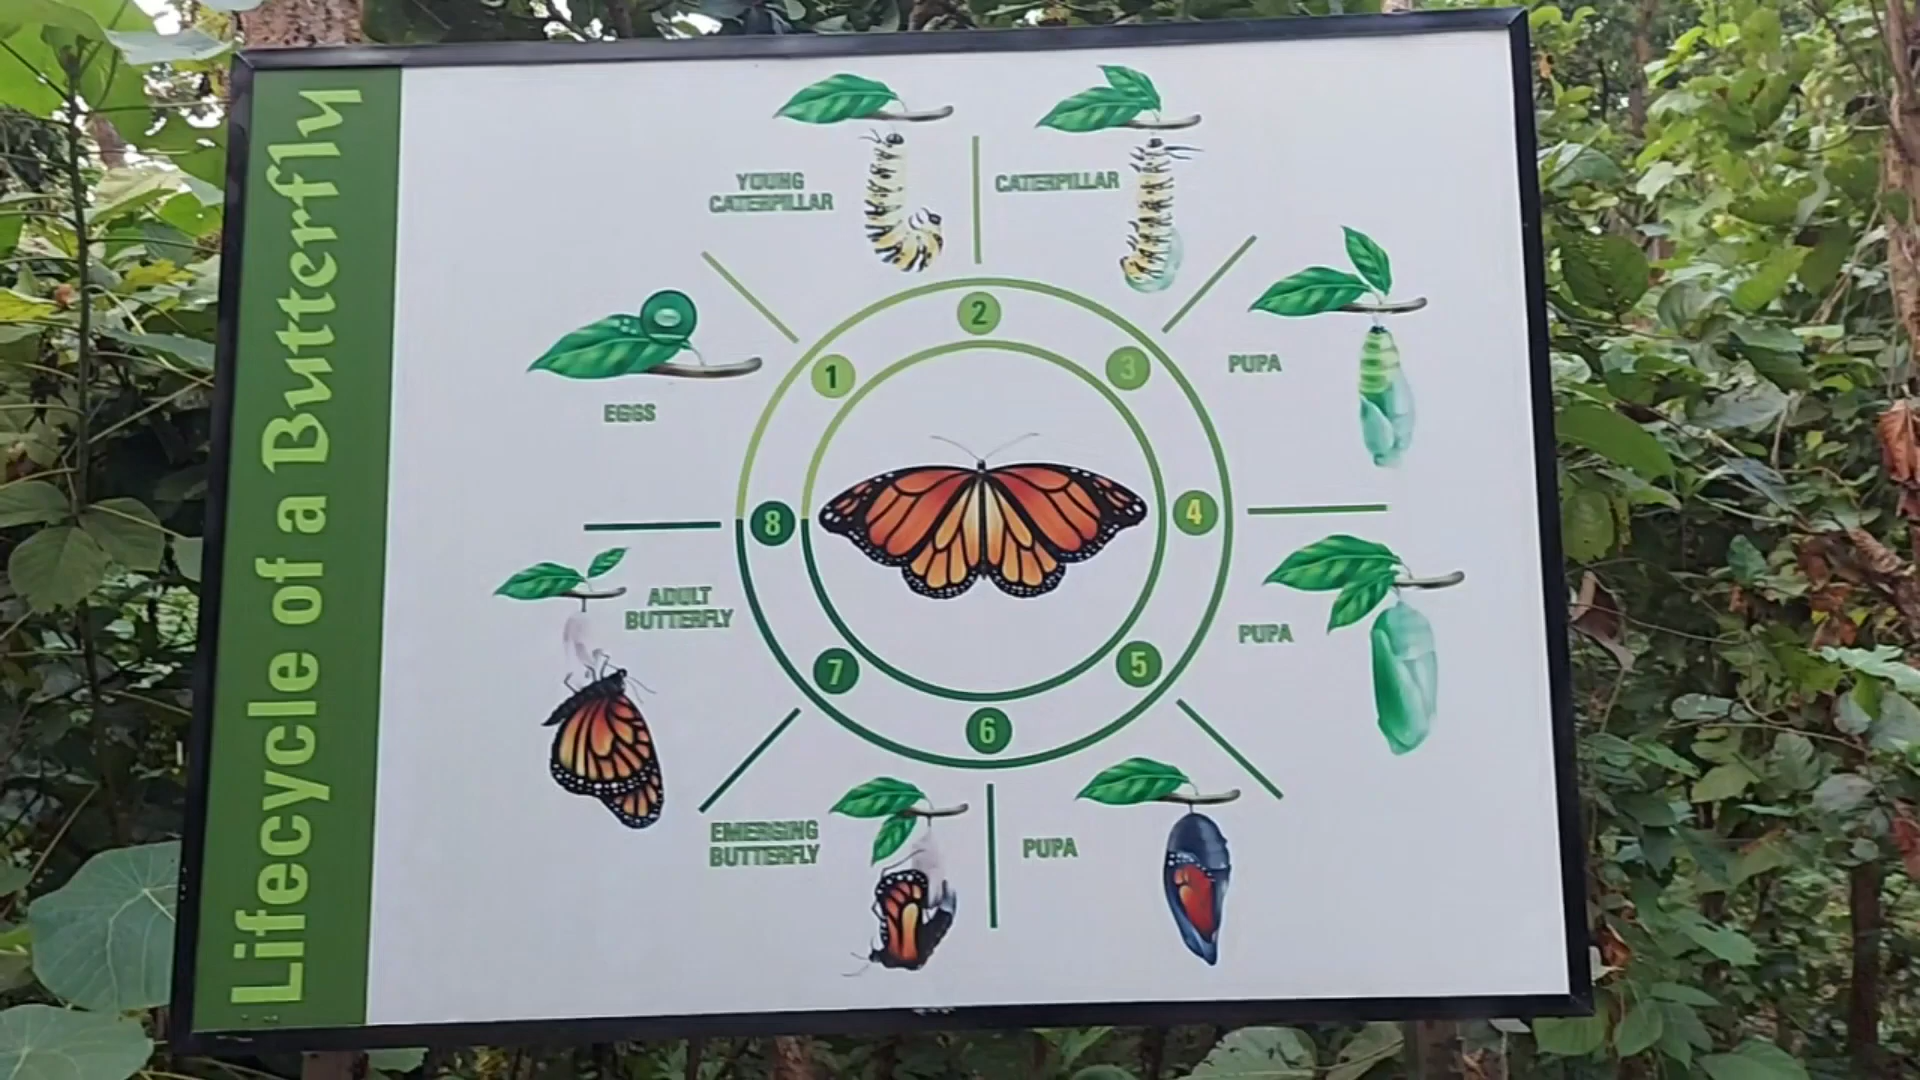 Lifecycle of a Butterfly
YOUNG
CATERPILLAR
CATERPILLAR
EGGS
PUPA
PUPA
PUPA
EMERGING
BUTTERFLY
ADULT
BUTTERFLY
1
2
3
4
5
6
7
8